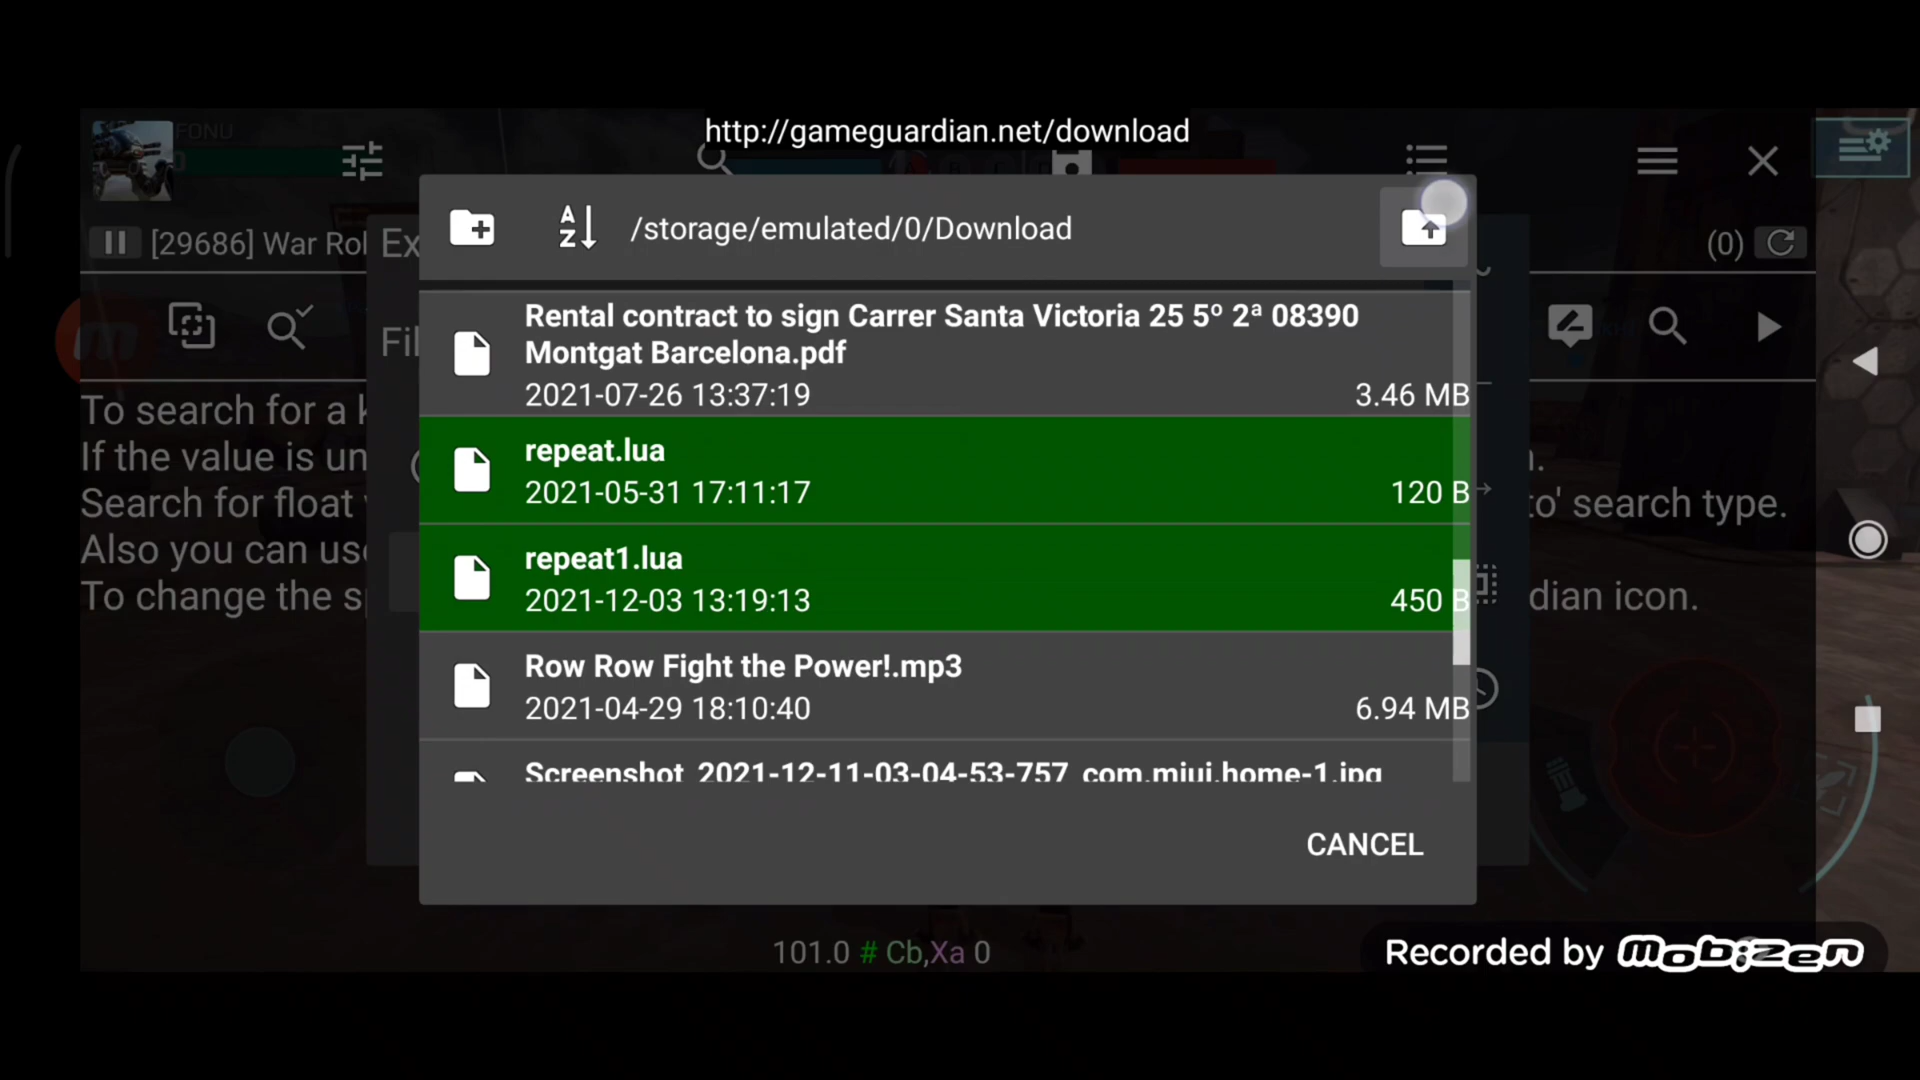 http://gameguardian.net/download
FONU
/storage/emulated/0/Download
[29686] War Rol
Ex
(0)
Rental contract to sign Carrer Santa Victoria 25 5º 2ª 08390
Montgat Barcelona.pdf
2021-07-26 13:37:19 3.46 MB
Fil
To search for a k
If the value is un
Search for float
Also you can use
To change the sp
repeat.lua
2021-05-31 17:11:17 120 B
to' search type.
repeat1.lua
2021-12-03 13:19:13 450 B
dian icon.
Row Row Fight the Power!.mp3
2021-04-29 18:10:40 6.94 MB
Screenshot_2021-12-11-03-04-53-757_com.miui.home-1.jpg
CANCEL
101.0 # Cb,Xa 0
Recorded by Mobizen